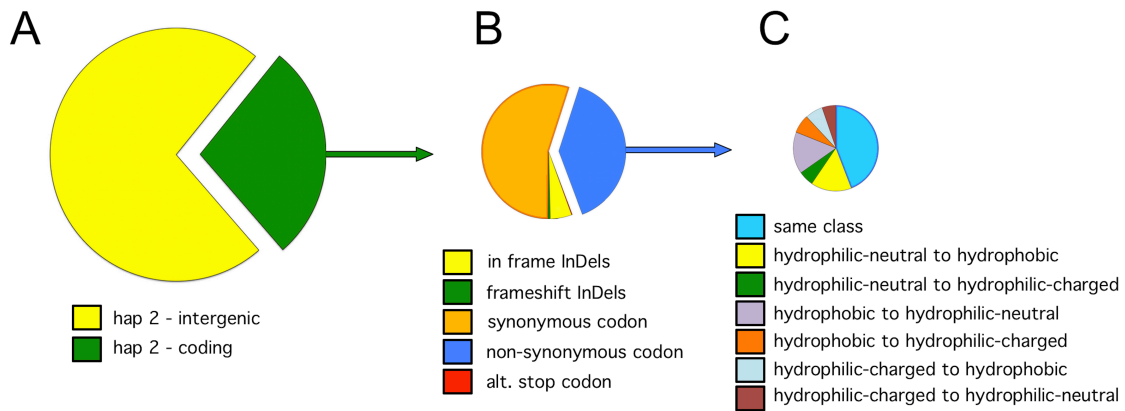 A
B
C
hap 2 - intergenic
hap 2 - coding
in frame InDels
frameshift InDels
synonymous codon
non-synonymous codon
alt. stop codon
same class
hydrophilic-neutral to hydrophobic
hydrophilic-neutral to hydrophilic-charged
hydrophobic to hydrophilic-neutral
hydrophobic to hydrophilic-charged
hydrophilic-charged to hydrophobic
hydrophilic-charged to hydrophilic-neutral